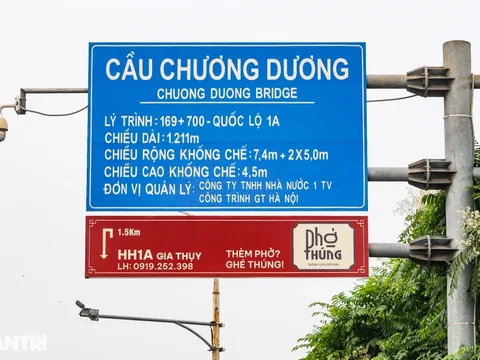 CẦU CHƯƠNG DƯƠNG
CHUONG DUONG BRIDGE
LÝ TRÌNH: 169+700 - QUỐC LỘ 1A
CHIỀU DÀI: 1,211m
CHIỀU RỘNG KHỐNG CHẾ: 7,4m + 2X5,0m
CHIỀU CAO KHỐNG CHẾ: 4,5m
ĐƠN VỊ QUẢN LÝ: CÔNG TY TNHH NHÀ NƯỚC 1 TV
CÔNG TRÌNH GT HÀ NỘI
1.5Km
HH1A GIA THỤY
LH: 0919.252.398
THÈM PHỞ?
GHÉ THÙNG!
Phở
THÙNG
ANTRI